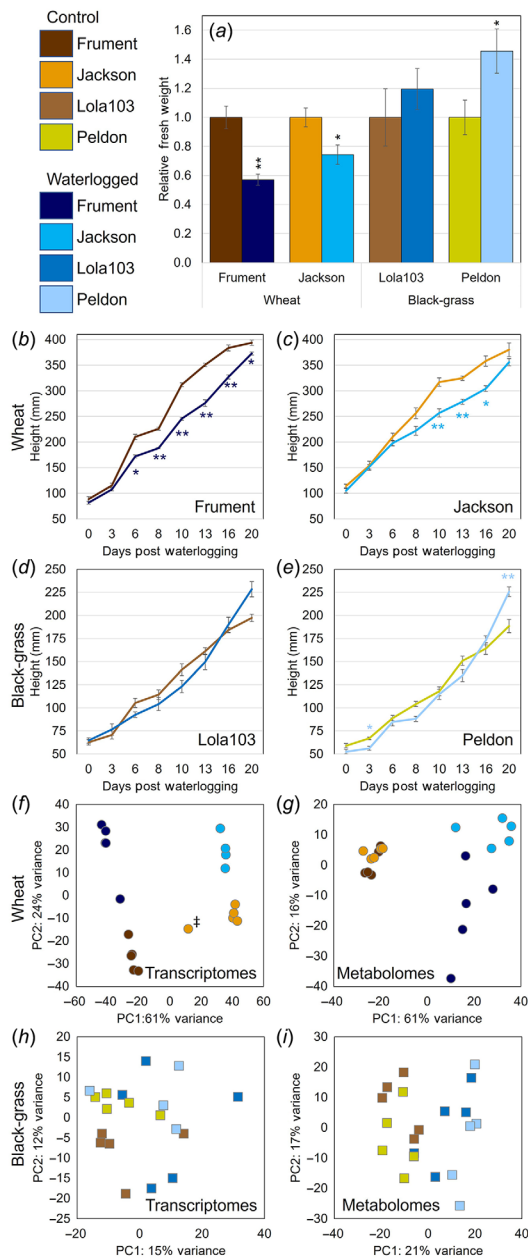 Control
Frument
Jackson
Lola103
Peldon
Waterlogged
Frument
Jackson
Lola103
Peldon
(a)
Relative fresh weight
1.6
1.4
1.2
1.0
0.8
0.6
0.4
0.2
0.0
**
*
*
Frument Jackson Lola103 Peldon
Wheat Black-grass
Wheat
(b)
Height (mm)
400
350
300
250
200
150
100
50
* ** ** ** ** *
Frument
0 3 6 8 10 13 16 20
Days post waterlogging
(c)
Height (mm)
400
350
300
250
200
150
100
50
** ** *
Jackson
0 3 6 8 10 13 16 20
Days post waterlogging
Black-grass
(d)
Height (mm)
250
225
200
175
150
125
100
75
50
Lola103
0 3 6 8 10 13 16 20
Days post waterlogging
(e)
Height (mm)
250
225
200
175
150
125
100
75
50
* **
Peldon
0 3 6 8 10 13 16 20
Days post waterlogging
Wheat
(f)
PC2: 24% variance
40
30
20
10
0
−10
−20
−30
−40
‡
Transcriptomes
−60 −40 −20 0 20 40 60
PC1:61% variance
(g)
PC2: 16% variance
20
10
0
−10
−20
−30
−40
Metabolomes
−40 −20 0 20 40
PC1: 61% variance
Black-grass
(h)
PC2: 12% variance
20
15
10
5
0
−5
−10
−15
−20
−25
Transcriptomes
−20 0 20 40
PC1: 15% variance
(i)
PC2: 17% variance
30
20
10
0
−10
−20
−30
Metabolomes
−40 −20 0 20 40
PC1: 21% variance